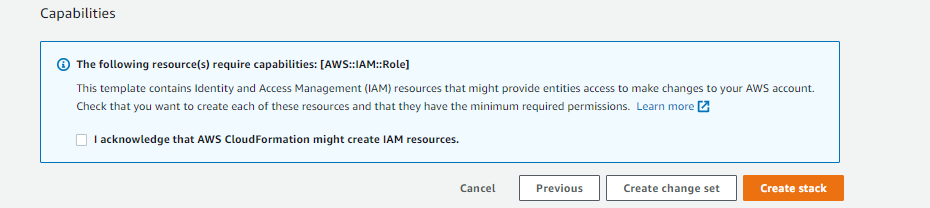 Capabilities
The following resource(s) require capabilities: [AWS::IAM::Role]
This template contains Identity and Access Management (IAM) resources that might provide entities access to make changes to your AWS account.
Check that you want to create each of these resources and that they have the minimum required permissions. Learn more
I acknowledge that AWS CloudFormation might create IAM resources.
Cancel Previous Create change set Create stack